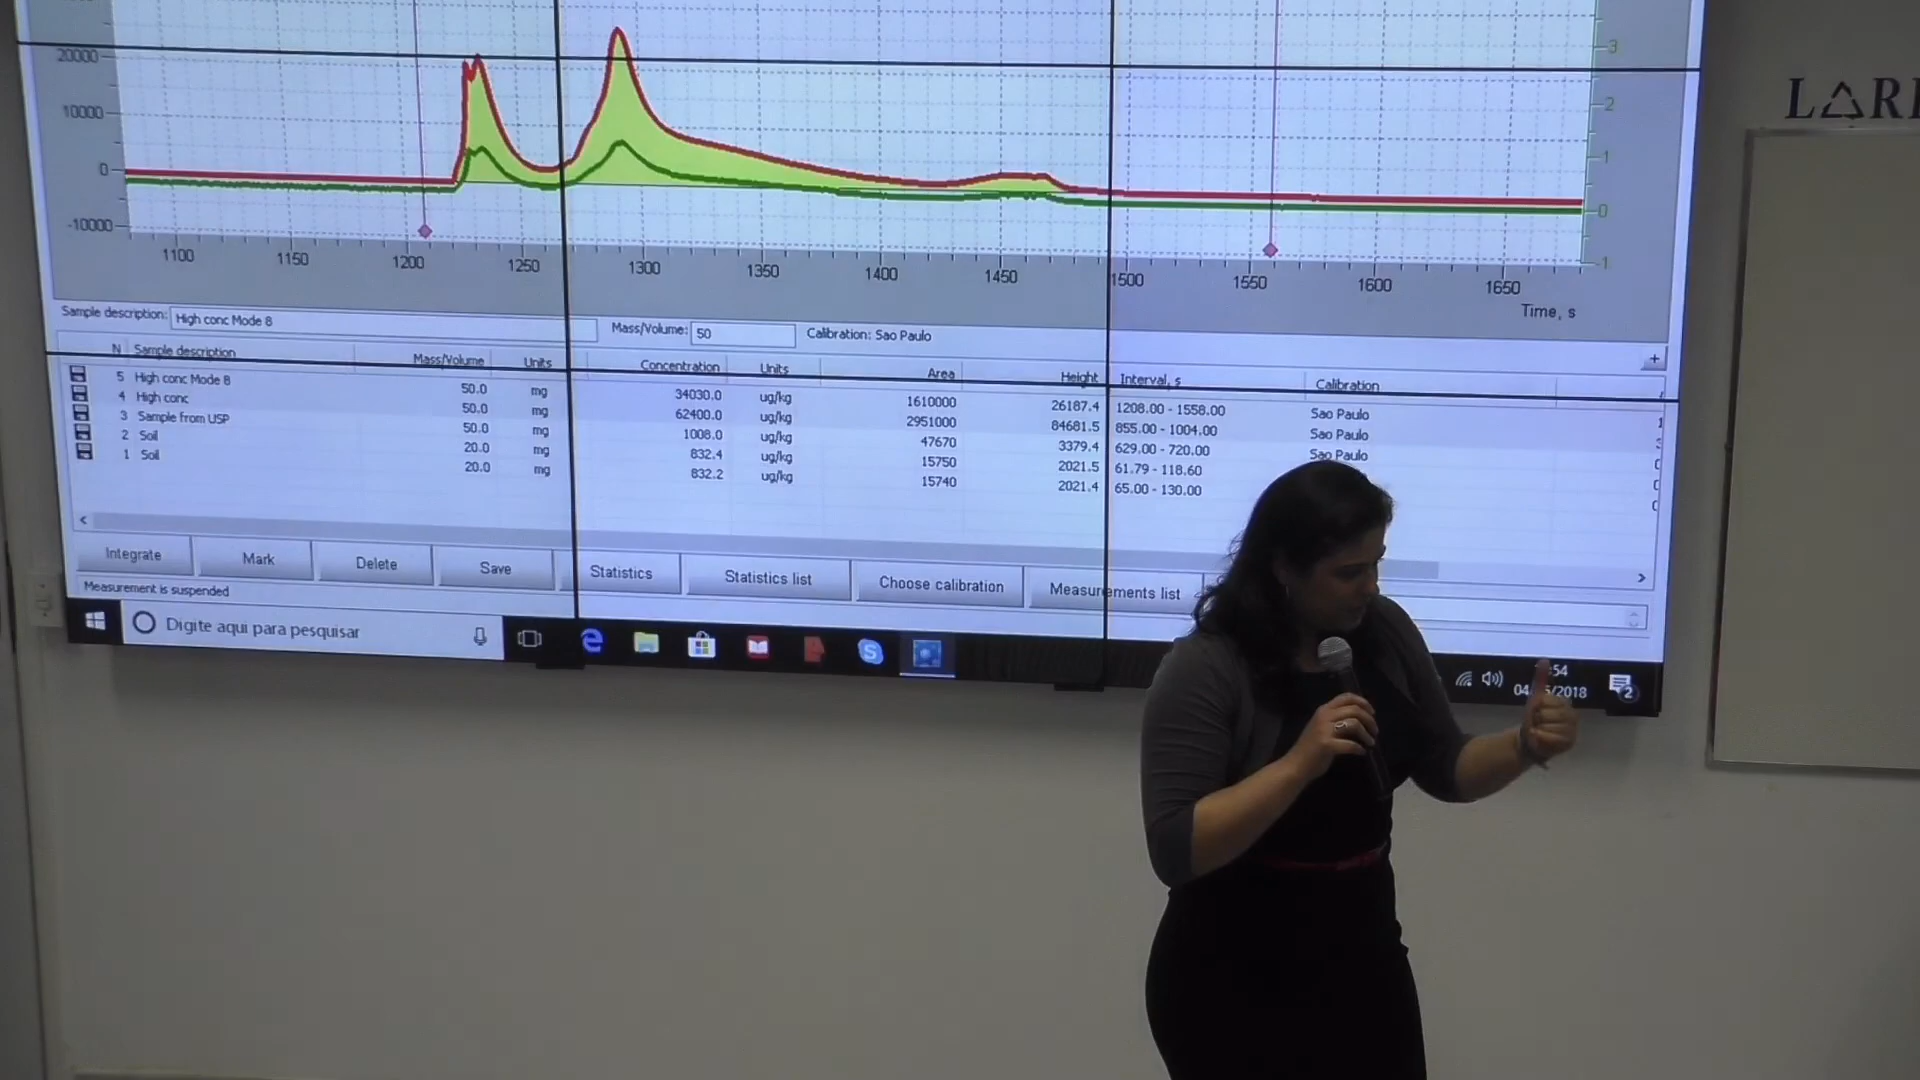 20000
10000
0
-10000
3
2
1
0
-1
1100 1150 1200 1250 1300 1350 1400 1450 1500 1550 1600 1650
Time, s
Sample description: High conc Mode 8 Mass/Volume: 50 Calibration: Sao Paulo
+
N Sample description Mass/Volume Units Concentration Units Area Height Interval, s Calibration
5 High conc Mode 8 50.0 mg 34030.0 ug/kg 1610000 26187.4 1208.00 - 1558.00 Sao Paulo
4 High conc 50.0 mg 62400.0 ug/kg 2951000 84681.5 855.00 - 1004.00 Sao Paulo
3 Sample from USP 50.0 mg 1008.0 ug/kg 47670 3379.4 629.00 - 720.00 Sao Paulo
2 Soil 20.0 mg 832.4 ug/kg 15750 2021.5 61.79 - 118.60
1 Soil 20.0 mg 832.2 ug/kg 15740 2021.4 65.00 - 130.00
Integrate Mark Delete Save Statistics Statistics list Choose calibration Measurements list
Measurement is suspended
Digite aqui para pesquisar
S
2